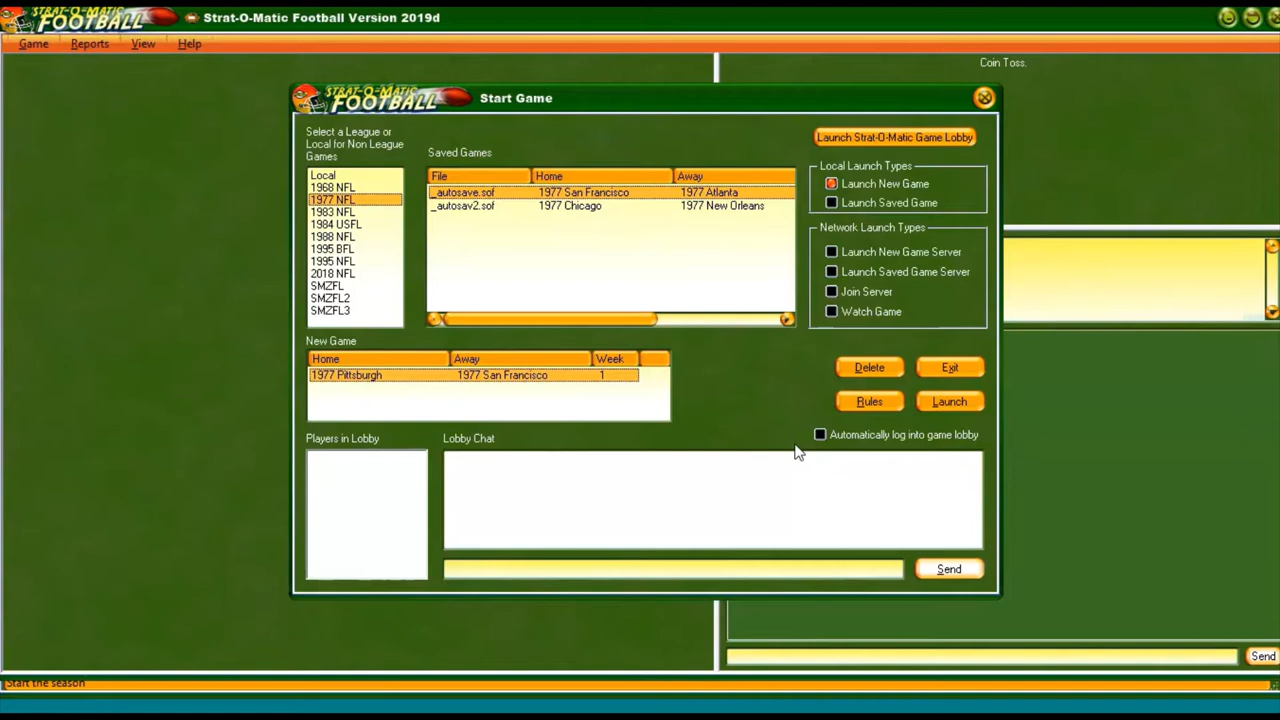 STRAT-O-MATIC
FOOTBALL
Strat-O-Matic Football Version 2019d
Game Reports View Help
Coin Toss.
STRAT-O-MATIC
FOOTBALL
Start Game
Select a League or
Local for Non League
Games
Local
1968 NFL
1977 NFL
1983 NFL
1984 USFL
1988 NFL
1995 BFL
1995 NFL
2018 NFL
SMZFL
SMZFL2
SMZFL3
Saved Games
File Home Away
_autosave.sof 1977 San Francisco 1977 Atlanta
_autosav2.sof 1977 Chicago 1977 New Orleans
Launch Strat-O-Matic Game Lobby
Local Launch Types
Launch New Game
Launch Saved Game
Network Launch Types
Launch New Game Server
Launch Saved Game Server
Join Server
Watch Game
New Game
Home Away Week
1977 Pittsburgh 1977 San Francisco 1
Delete Exit
Rules Launch
Automatically log into game lobby
Players in Lobby
Lobby Chat
Send
Send
Start the season